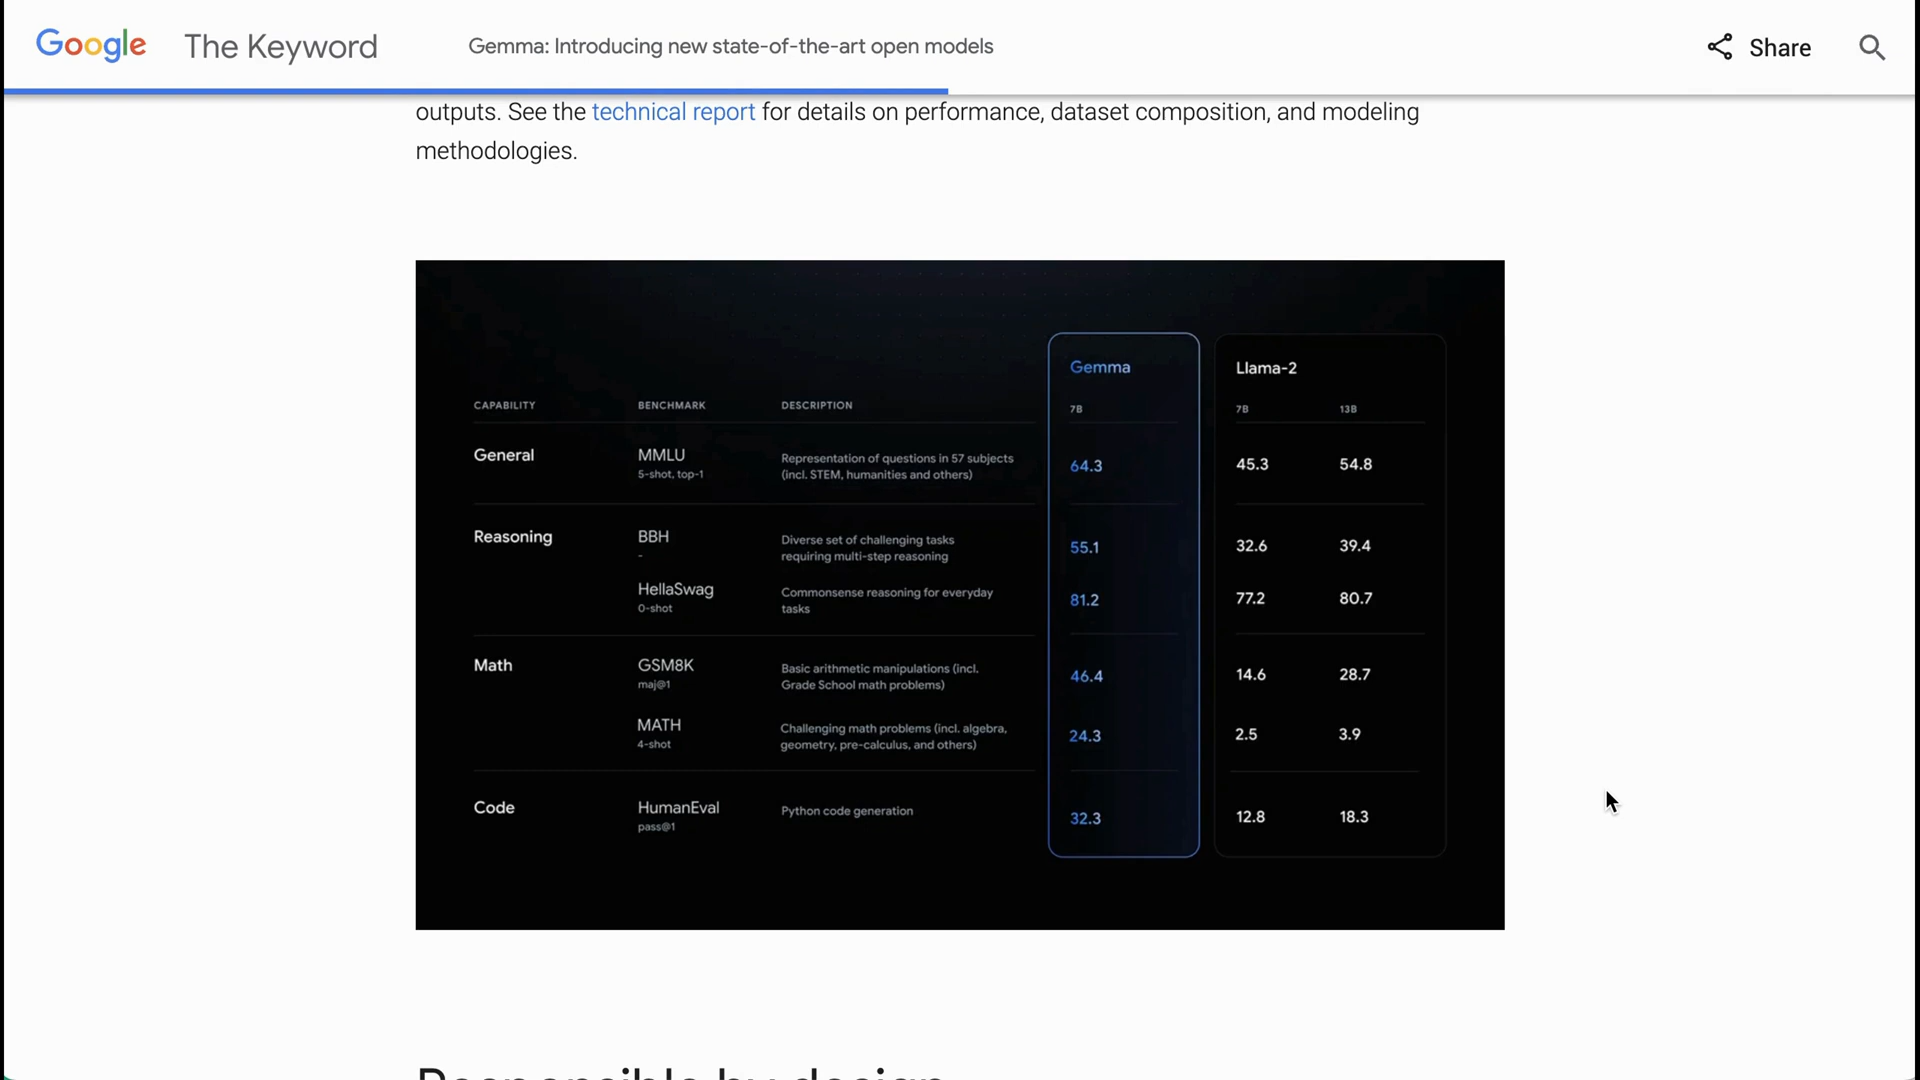 Google The Keyword Gemma: Introducing new state-of-the-art open models Share
outputs. See the technical report for details on performance, dataset composition, and modeling
methodologies.
Gemma Llama-2
CAPABILITY BENCHMARK DESCRIPTION 7B 7B 13B
General MMLU Representation of questions in 57 subjects 64.3 45.3 54.8
5-shot, top-1 (incl. STEM, humanities and others)
Reasoning BBH Diverse set of challenging tasks 55.1 32.6 39.4
- requiring multi-step reasoning
HellaSwag Commonsense reasoning for everyday 81.2 77.2 80.7
0-shot tasks
Math GSM8K Basic arithmetic manipulations (incl. 46.4 14.6 28.7
maj@1 Grade School math problems)
MATH Challenging math problems (incl. algebra, 24.3 2.5 3.9
4-shot geometry, pre-calculus, and others)
Code HumanEval Python code generation 32.3 12.8 18.3
pass@1
Responsible by design